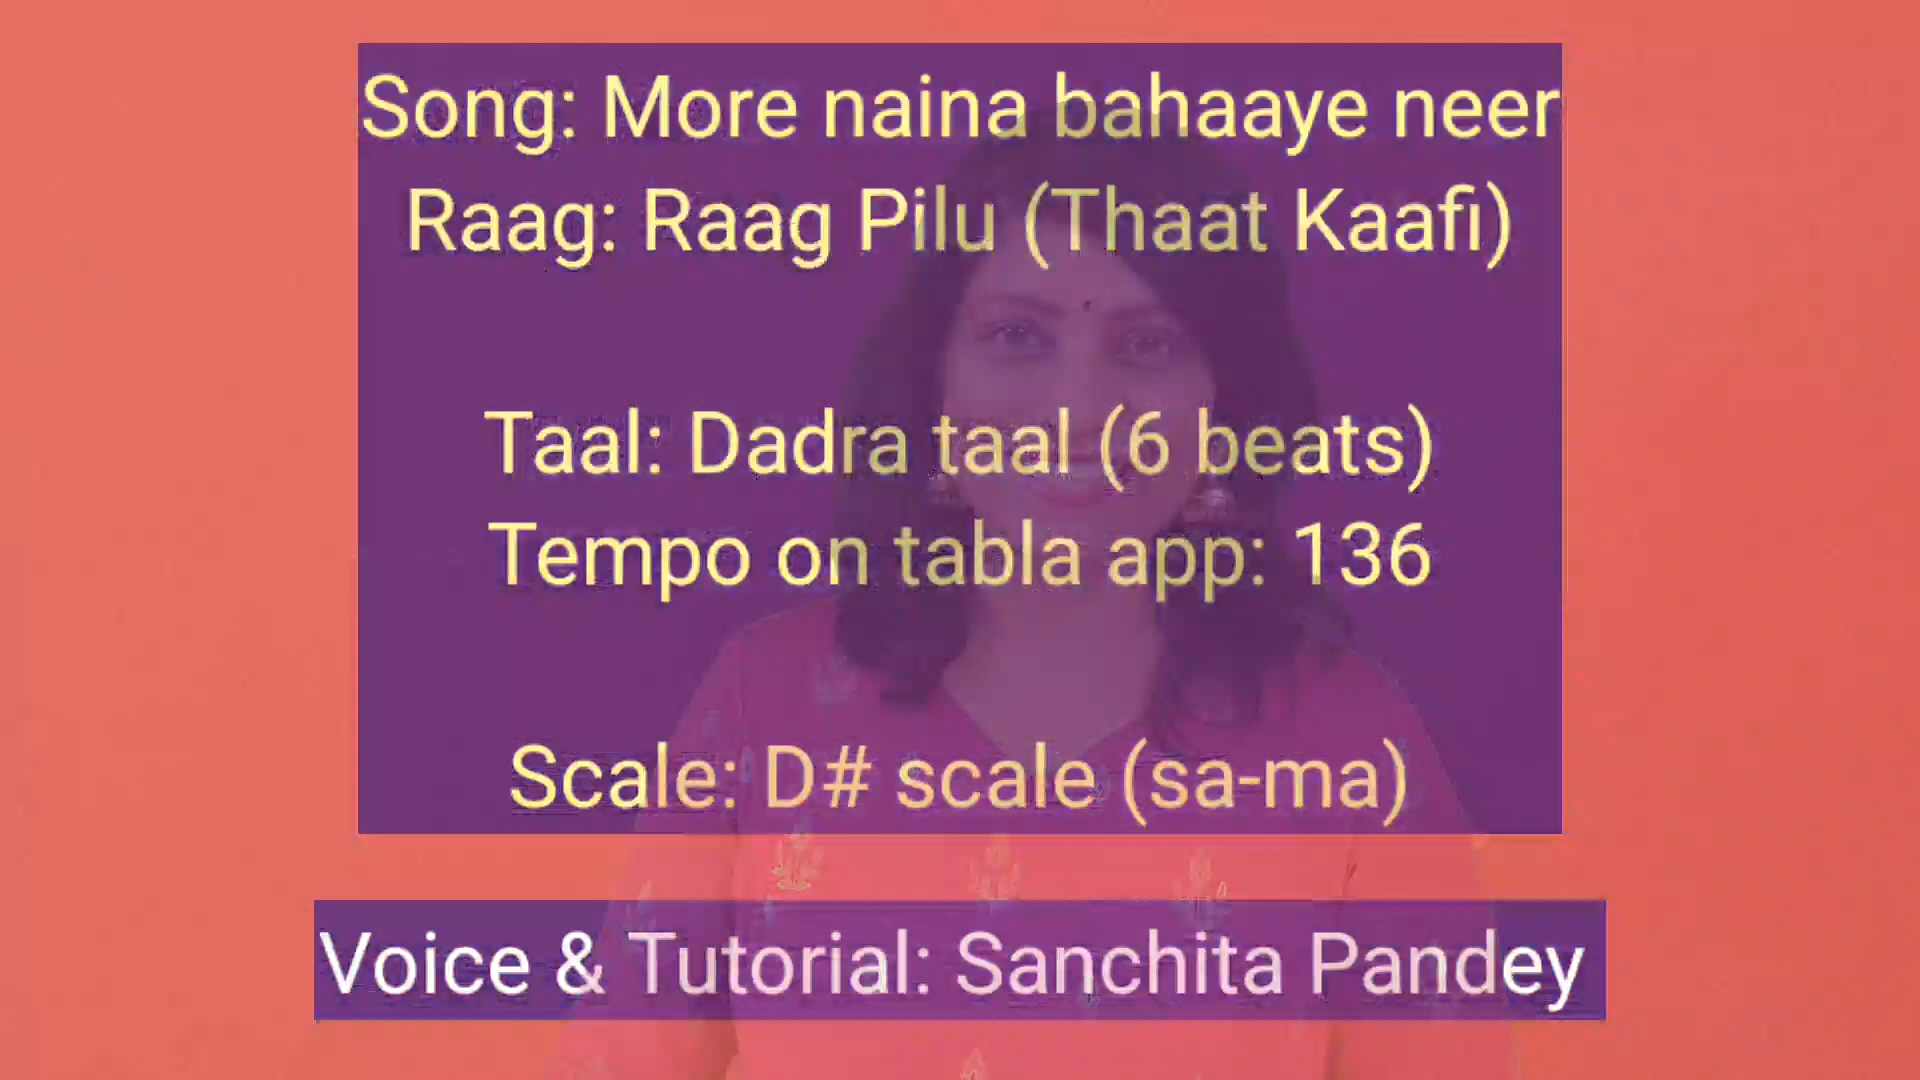 Song: More naina bahaaye neer
Raag: Raag Pilu (Thaat Kaafi)
Taal: Dadra taal (6 beats)
Tempo on tabla app: 136
Scale: D# scale (sa-ma)
Voice & Tutorial: Sanchita Pandey